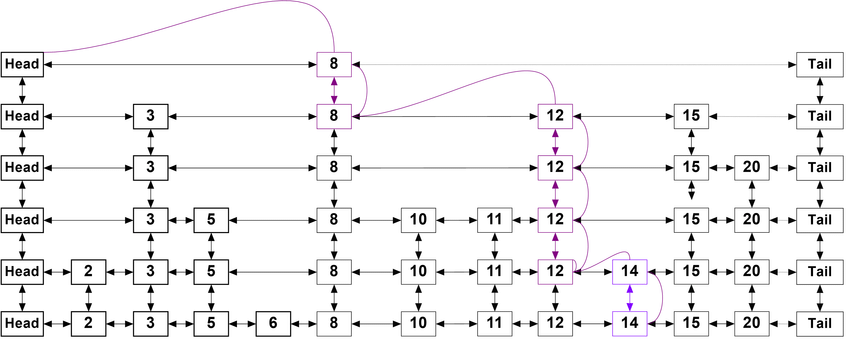 Head 8 Tail
Head 3 8 12 15 Tail
Head 3 8 12 15 20 Tail
Head 3 5 8 10 11 12 15 20 Tail
Head 2 3 5 8 10 11 12 14 15 20 Tail
Head 2 3 5 6 8 10 11 12 14 15 20 Tail